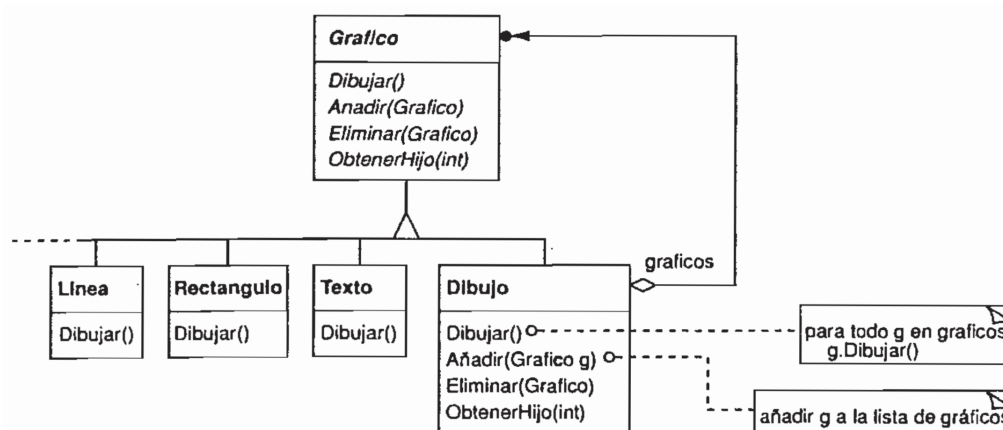 Grafico
Dibujar()
Anadir(Grafico)
Eliminar(Grafico)
ObtenerHijo(int)
graficos
Línea
Dibujar()
Rectangulo
Dibujar()
Texto
Dibujar()
Dibujo
Dibujar()
Añadir(Grafico g)
Eliminar(Grafico)
ObtenerHijo(int)
para todo g en graficos
g.Dibujar()
añadir g a la lista de gráficos